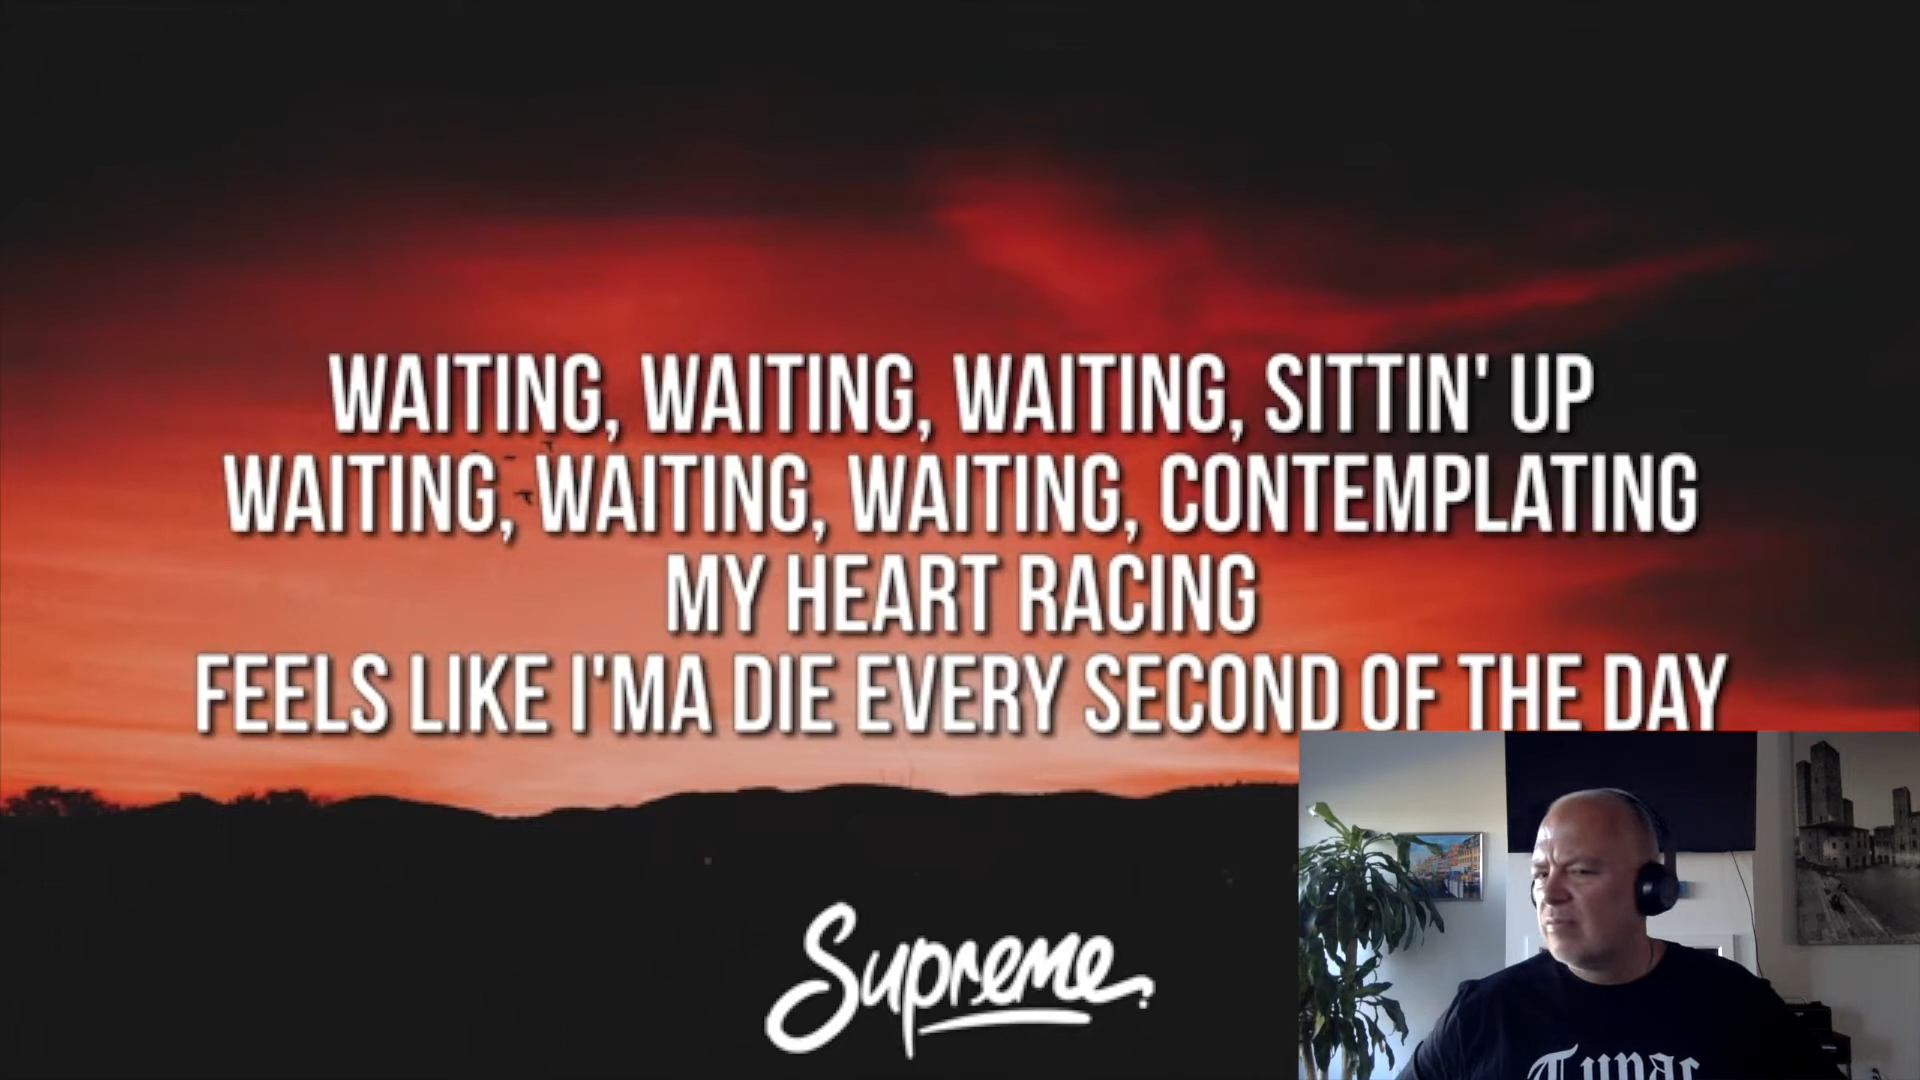 WAITING, WAITING, WAITING, SITTIN' UP
WAITING, WAITING, WAITING, CONTEMPLATING
MY HEART RACING
FEELS LIKE I'MA DIE EVERY SECOND OF THE DAY
Supreme.
Tupac